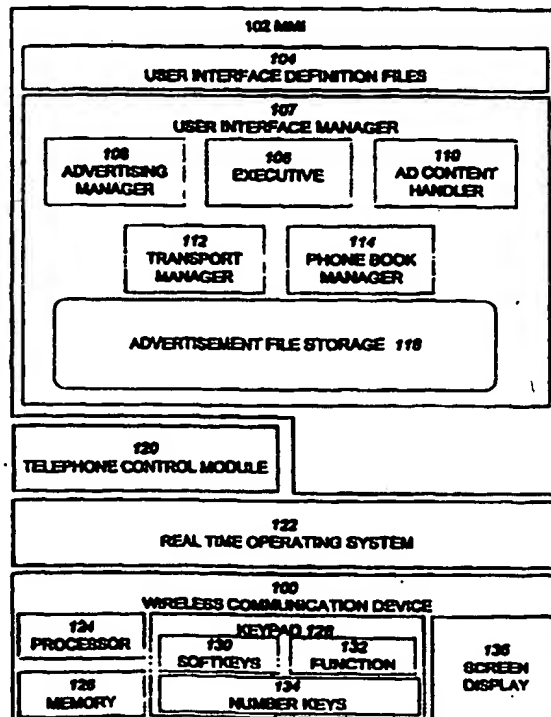 102 MMI
104
USER INTERFACE DEFINITION FILES
107
USER INTERFACE MANAGER
108
ADVERTISING
MANAGER
106
EXECUTIVE
110
AD CONTENT
HANDLER
112
TRANSPORT
MANAGER
114
PHONE BOOK
MANAGER
ADVERTISEMENT FILE STORAGE 116
120
TELEPHONE CONTROL MODULE
122
REAL TIME OPERATING SYSTEM
100
WIRELESS COMMUNICATION DEVICE
124
PROCESSOR
126
MEMORY
KEYPAD 128
130
SOFTKEYS
132
FUNCTION
134
NUMBER KEYS
136
SCREEN
DISPLAY